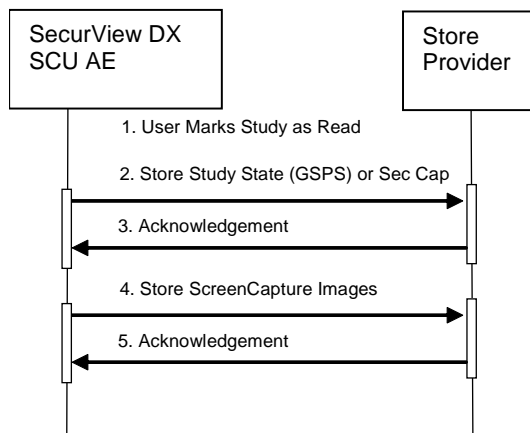 SecurView DX
SCU AE
Store
Provider
1. User Marks Study as Read
2. Store Study State (GSPS) or Sec Cap
3. Acknowledgement
4. Store ScreenCapture Images
5. Acknowledgement